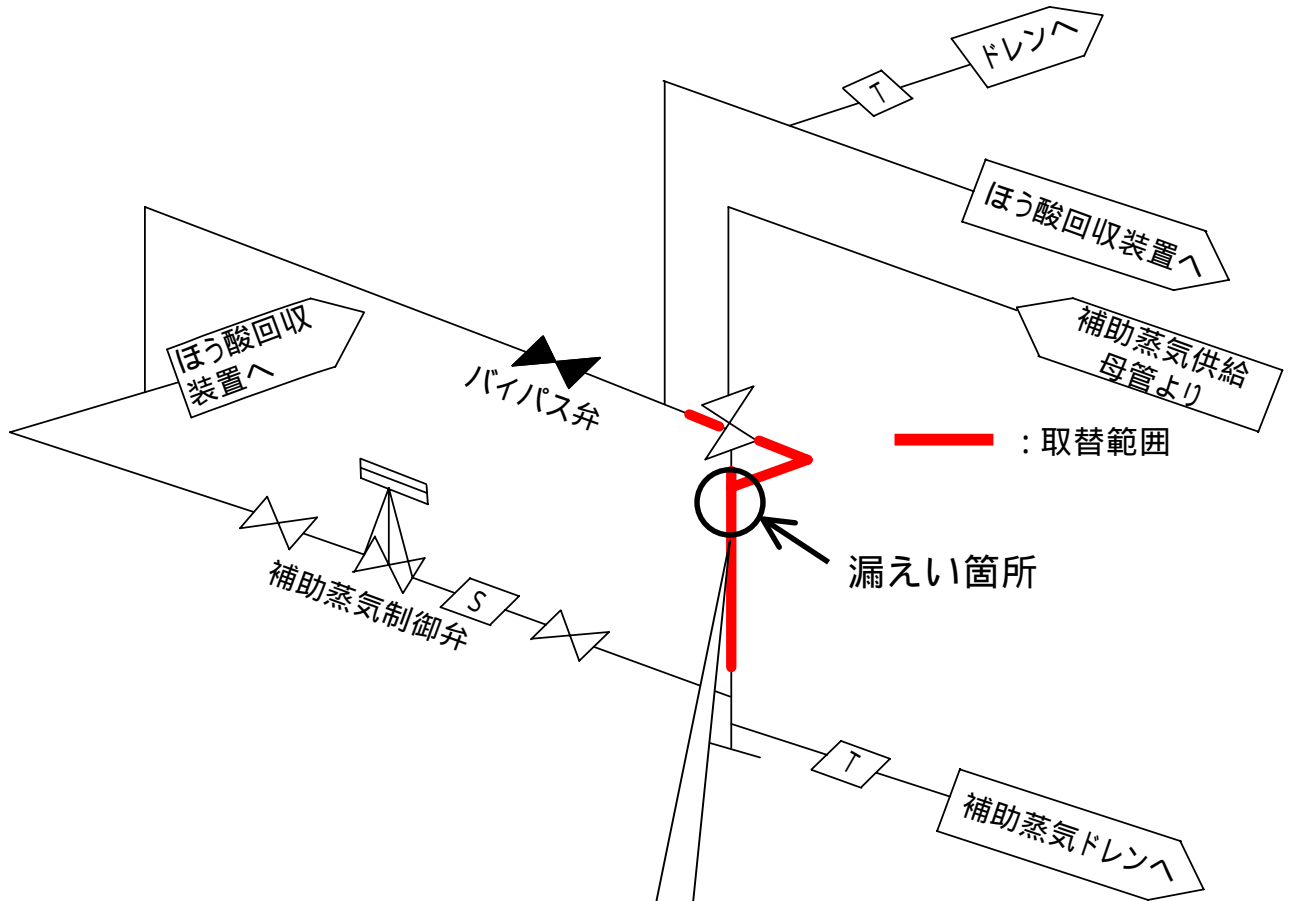 ドレンへ
T
ほう酸回収装置へ
補助蒸気供給
母管より
ほう酸回収
装置へ
バイパス弁
:取替範囲
漏えい箇所
補助蒸気制御弁
S
T
補助蒸気ドレンへ